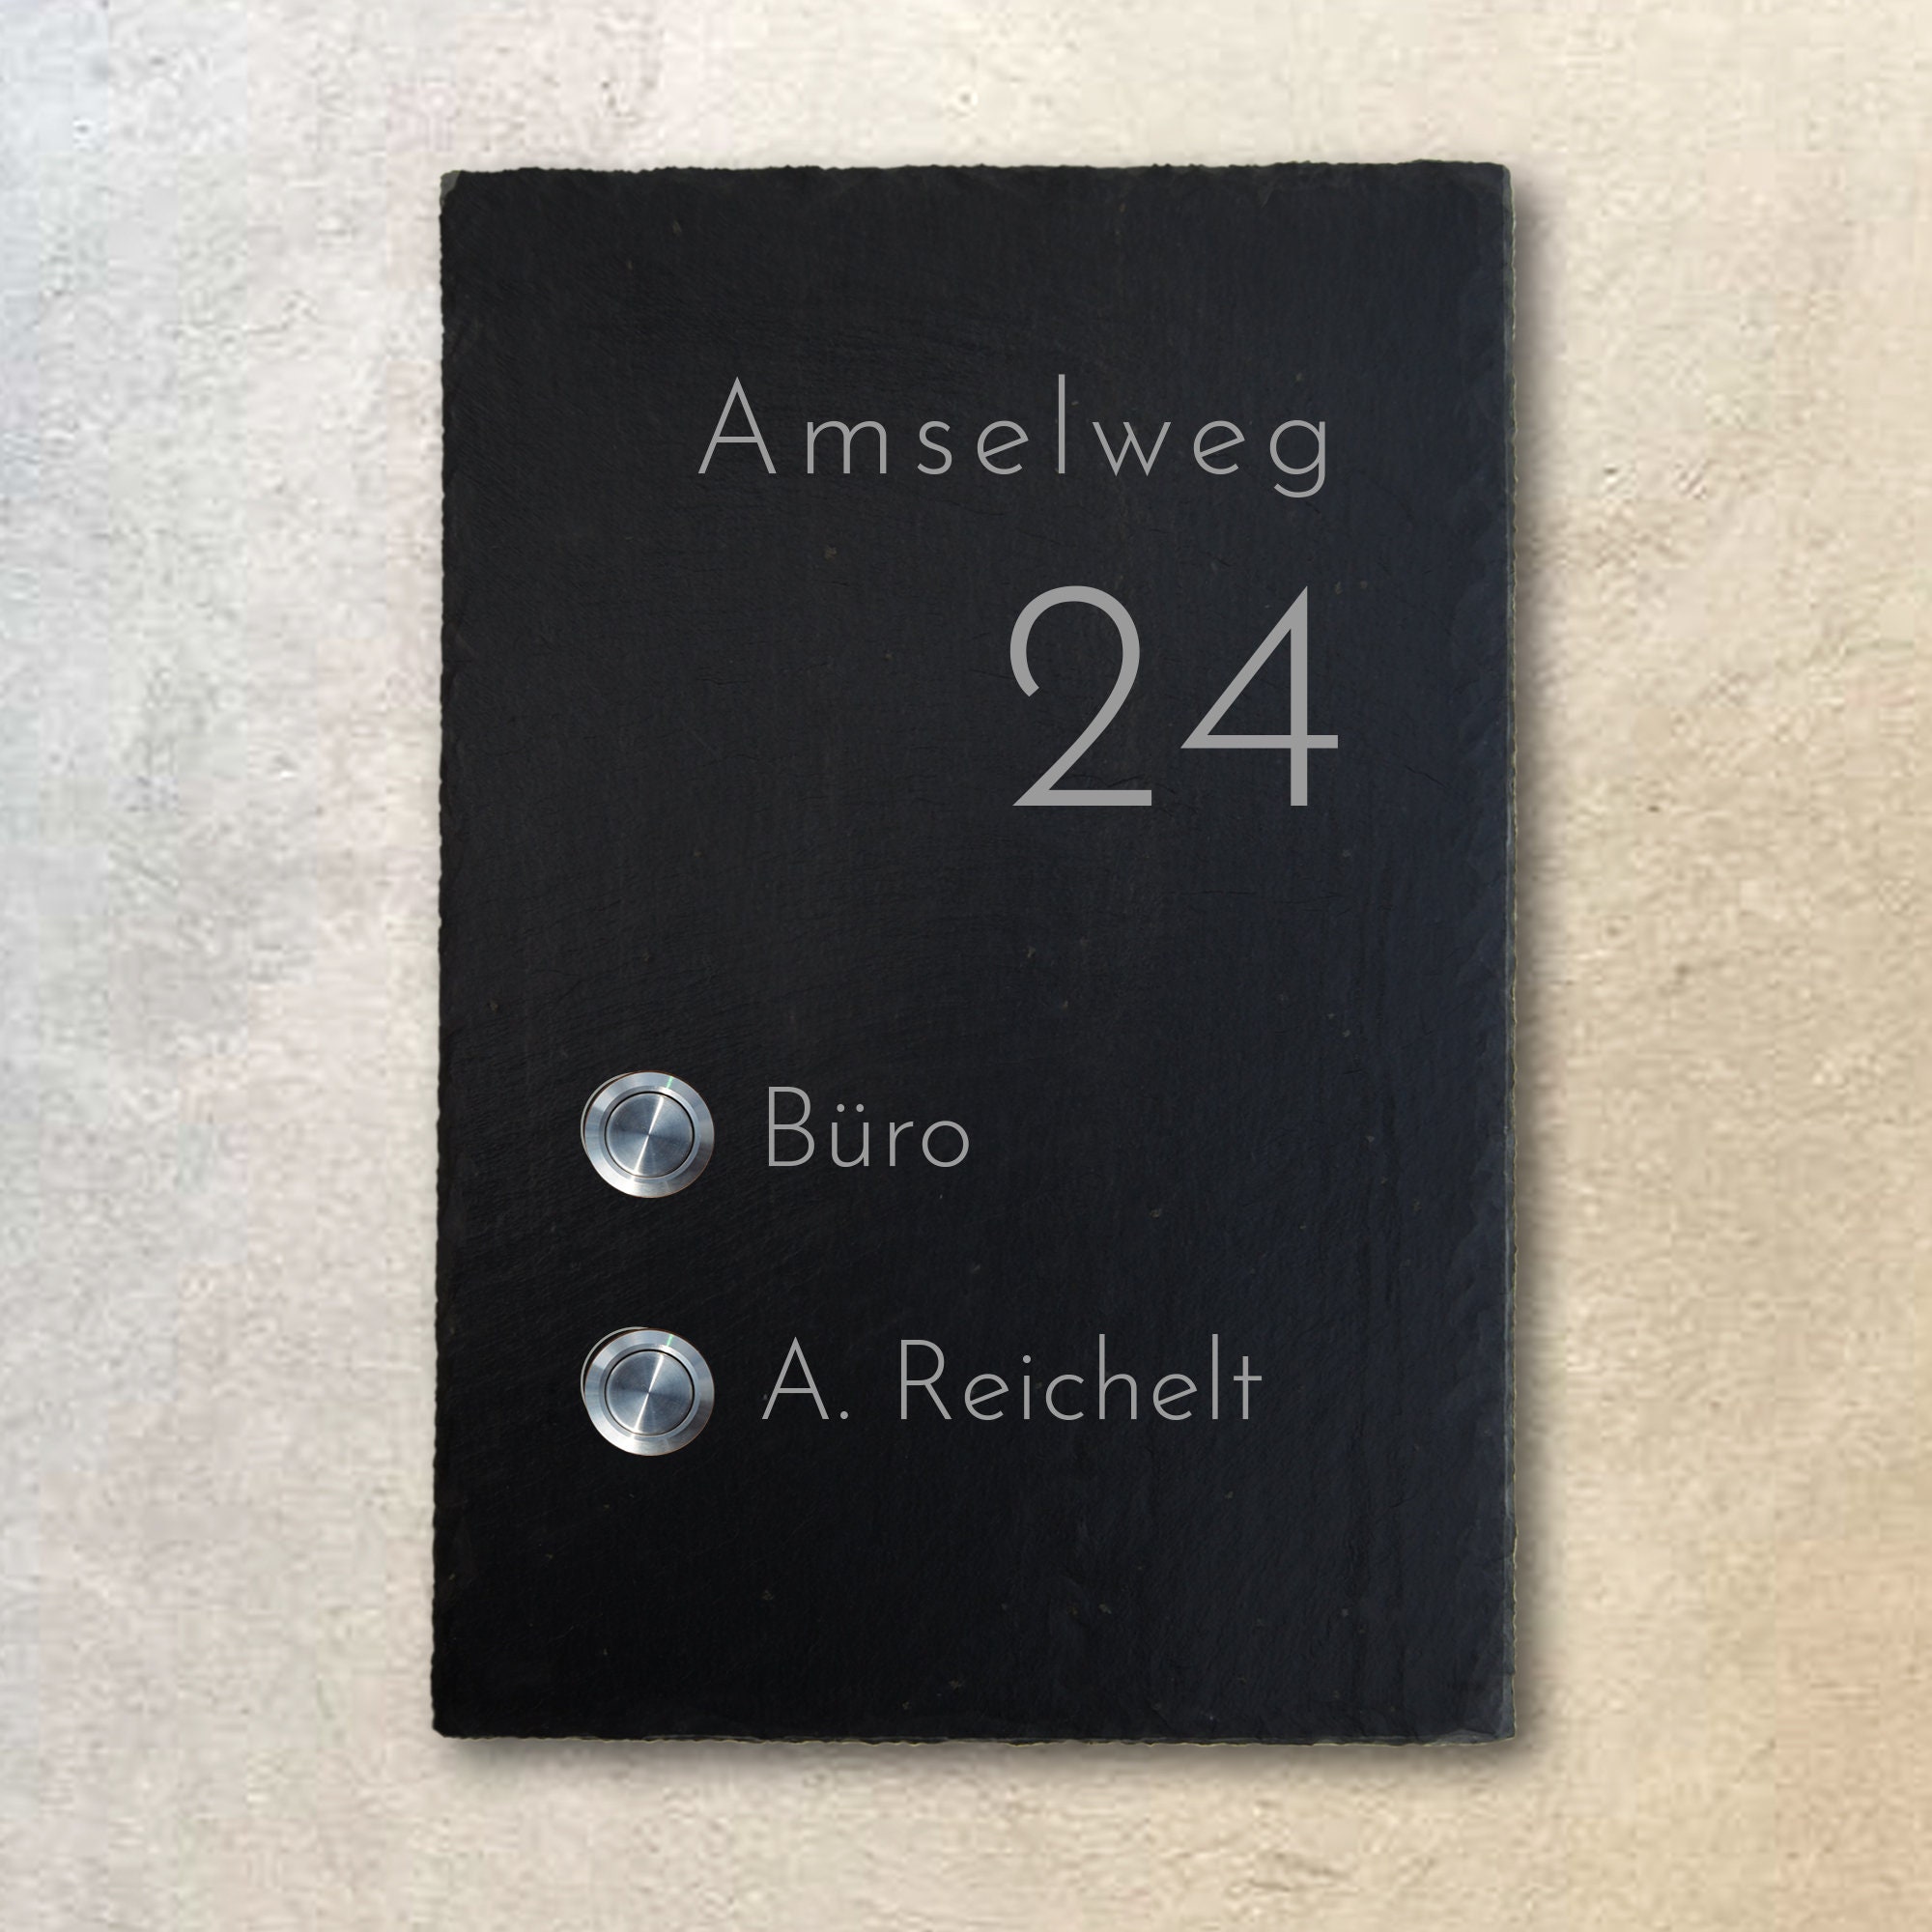 Amselweg
24
Büro
A. Reichelt